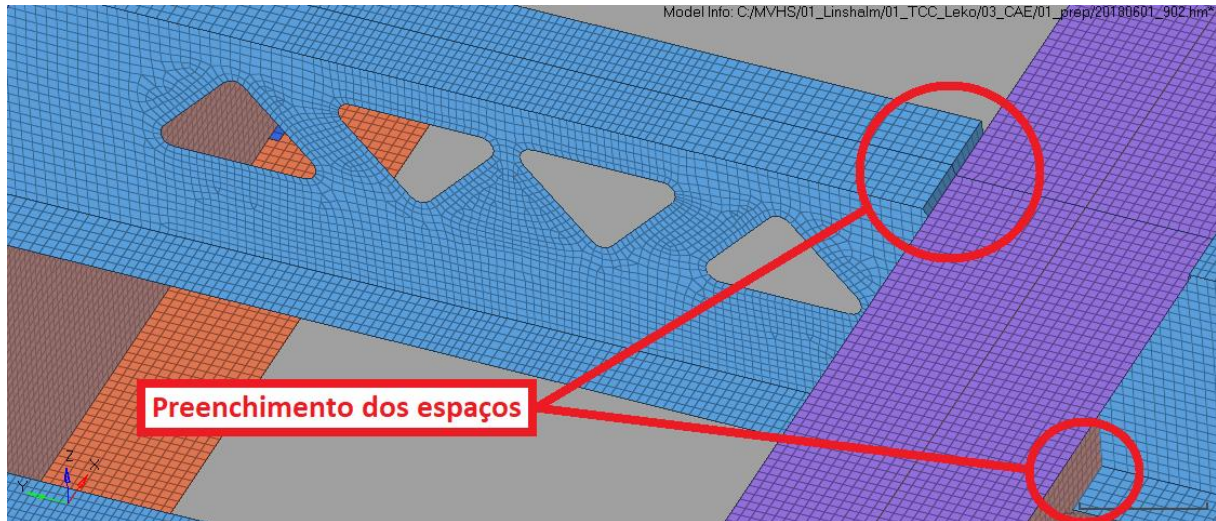 Model Info: C:/MVHS/01_Linshalm/01_TCC_Leko/03_CAE/01_prep/20180601_902.hm*
Preenchimento dos espaços
Z
X
Y